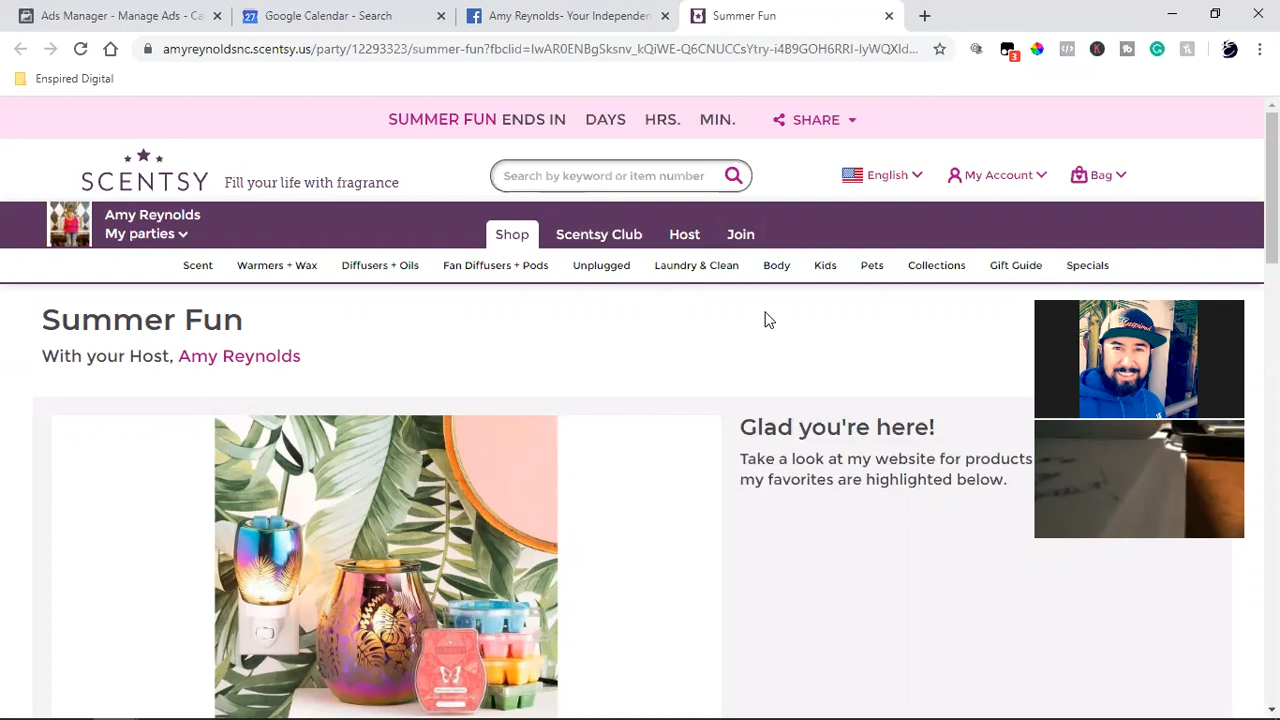 Ads Manager - Manage Ads - Ca
Google Calendar - Search
Amy Reynolds- Your Independen
Summer Fun
amyreynoldsnc.scentsy.us/party/12293323/summer-fun?fbclid=IwAR0ENBgSksnv_kQiWE-Q6CNUCCs1try-i4B9GOH6RRI-lyWQXId...
3
Enspired Digital
SUMMER FUN ENDS IN DAYS HRS. MIN. SHARE
SCENTSY Fill your life with fragrance
Search by keyword or item number
English My Account Bag
Amy Reynolds
My parties
Shop Scentsy Club Host Join
Scent Warmers + Wax Diffusers + Oils Fan Diffusers + Pods Unplugged Laundry & Clean Body Kids Pets Collections Gift Guide Specials
Summer Fun
With your Host, Amy Reynolds
Glad you're here!
Take a look at my website for products
my favorites are highlighted below.
SCENTSY